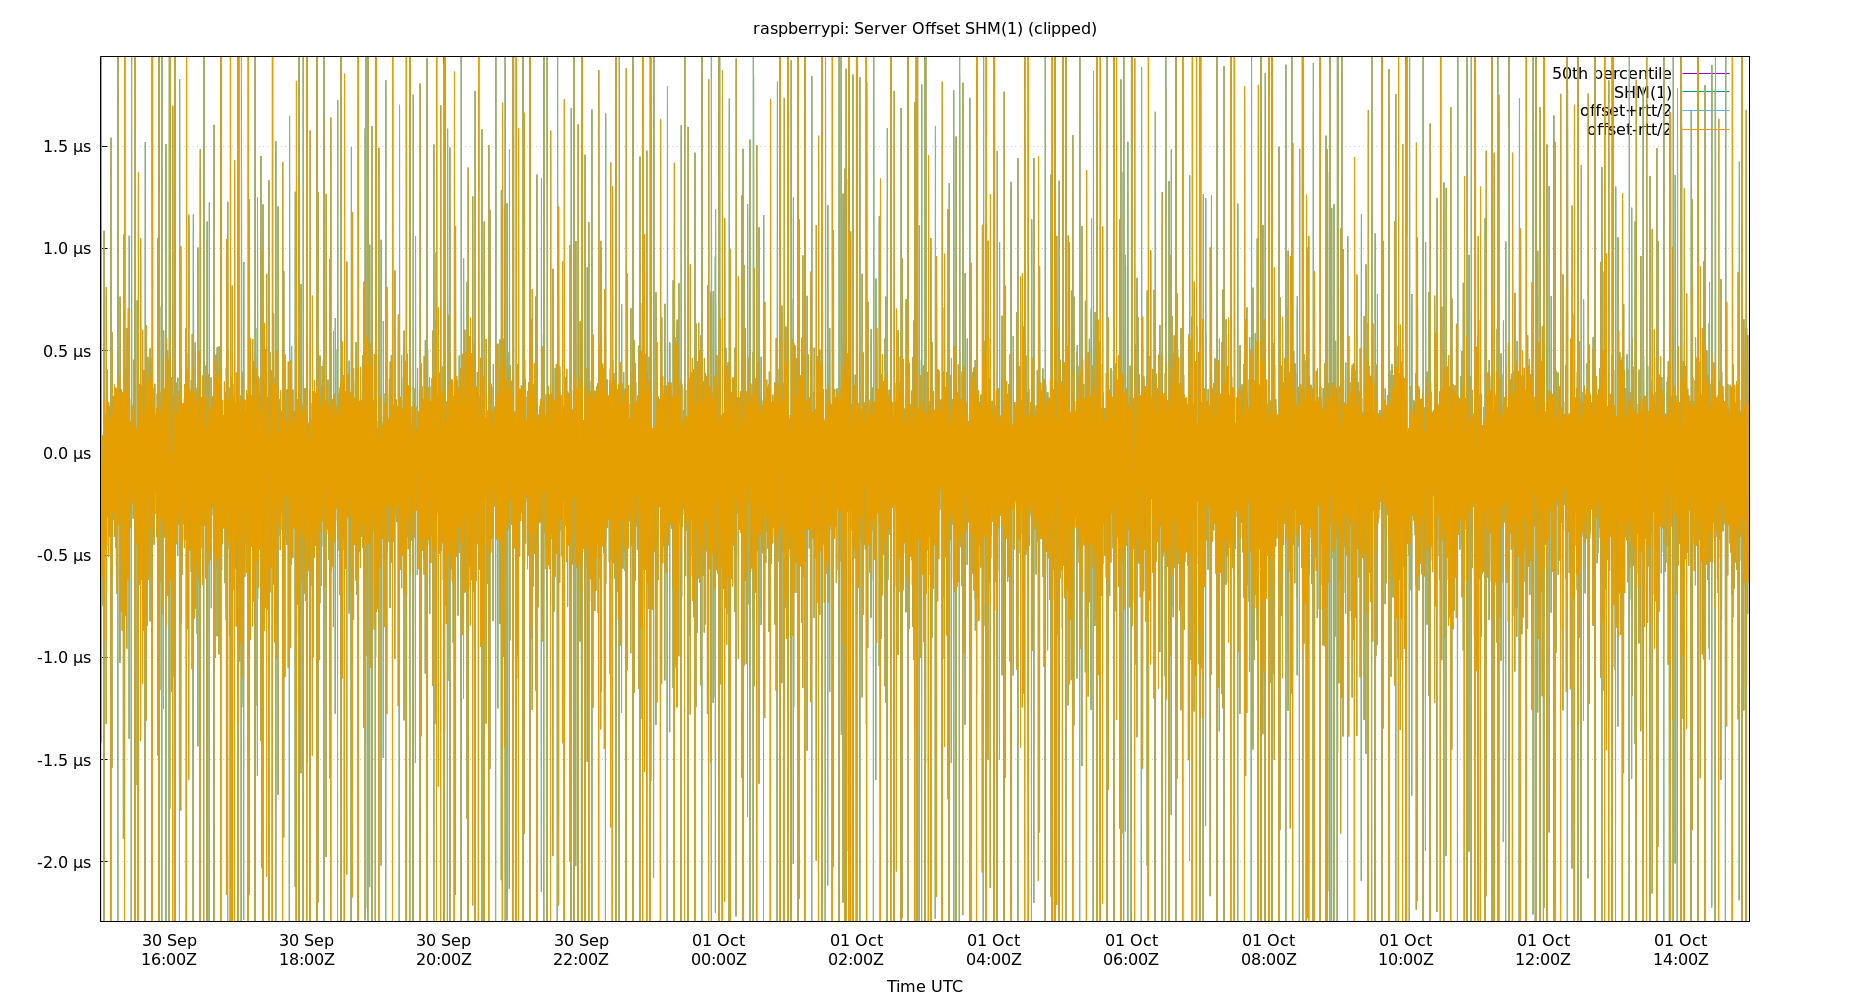 raspberrypi: Server Offset SHM(1) (clipped)
50th percentile
SHM(1)
offset+rtt/2
offset-rtt/2
1.5 µs
1.0 µs
0.5 µs
0.0 µs
-0.5 µs
-1.0 µs
-1.5 µs
-2.0 µs
30 Sep 30 Sep 30 Sep 30 Sep 01 Oct 01 Oct 01 Oct 01 Oct 01 Oct 01 Oct 01 Oct 01 Oct
16:00Z 18:00Z 20:00Z 22:00Z 00:00Z 02:00Z 04:00Z 06:00Z 08:00Z 10:00Z 12:00Z 14:00Z
Time UTC